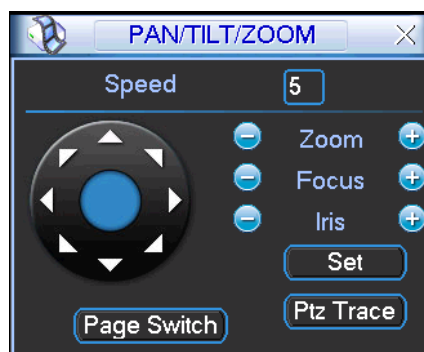 PAN/TILT/ZOOM
Speed 5
Zoom
Focus
Iris
Set
Page Switch Ptz Trace